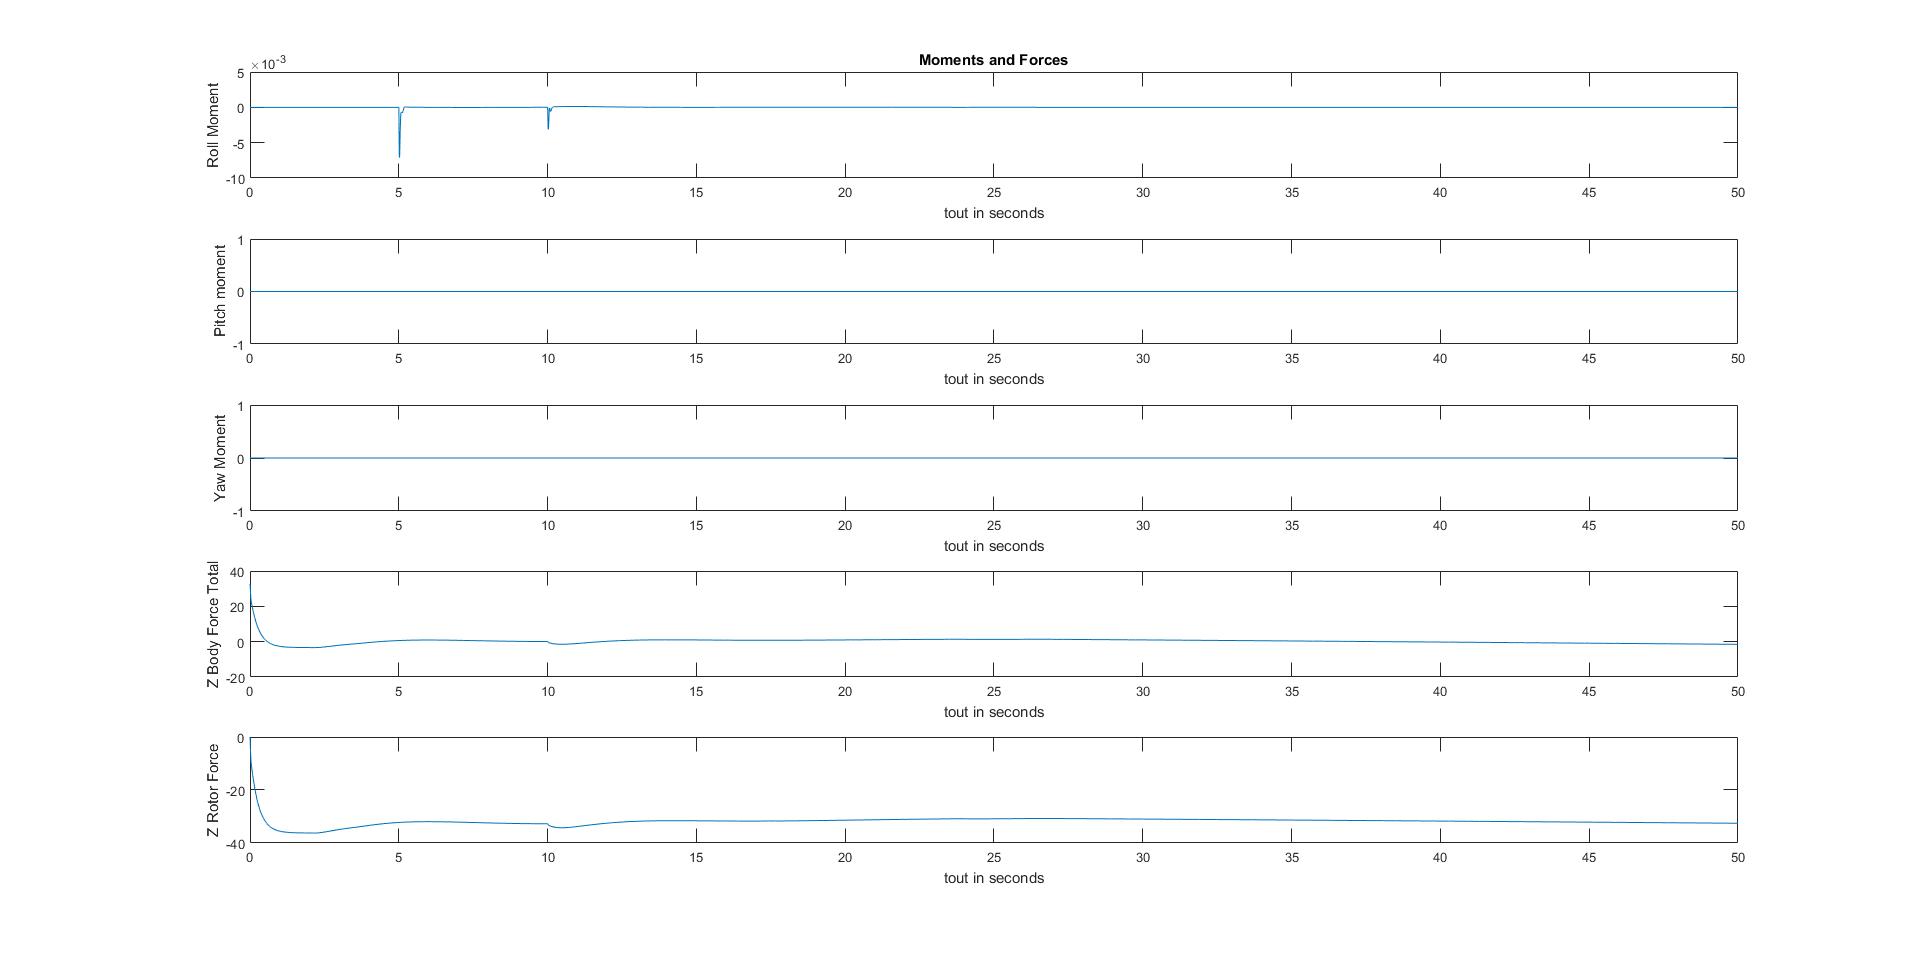 Moments and Forces
×10-3
5
0
-5
-10
Roll Moment
0 5 10 15 20 25 30 35 40 45 50
tout in seconds
1
0
-1
Pitch moment
0 5 10 15 20 25 30 35 40 45 50
tout in seconds
1
0
-1
Yaw Moment
0 5 10 15 20 25 30 35 40 45 50
tout in seconds
40
20
0
-20
Z Body Force Total
0 5 10 15 20 25 30 35 40 45 50
tout in seconds
0
-20
-40
Z Rotor Force
0 5 10 15 20 25 30 35 40 45 50
tout in seconds